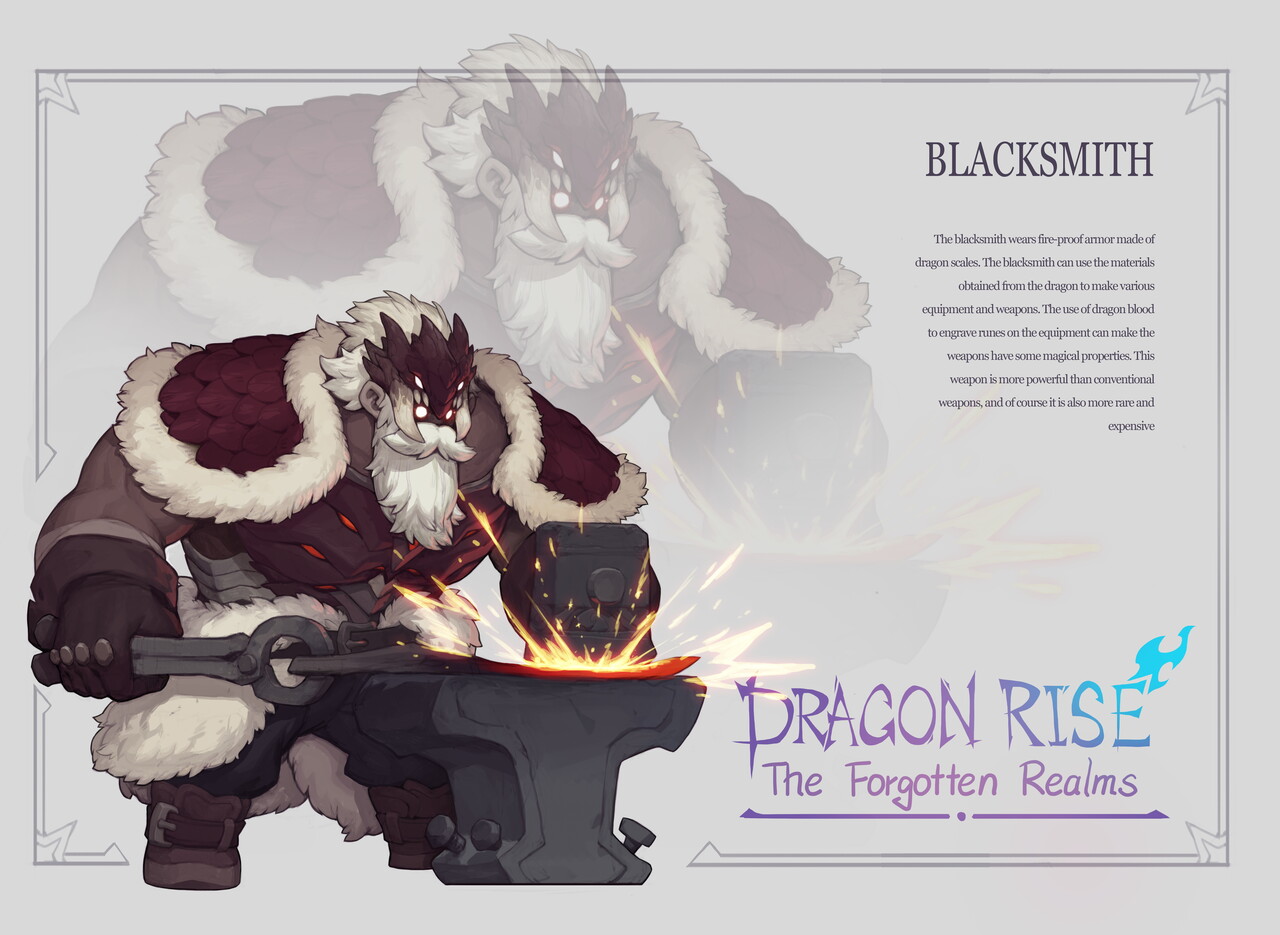 BLACKSMITH
The blacksmith wears fire-proof armor made of
dragon scales. The blacksmith can use the materials
obtained from the dragon to make various
equipment and weapons. The use of dragon blood
to engrave runes on the equipment can make the
weapons have some magical properties. This
weapon is more powerful than conventional
weapons, and of course it is also more rare and
expensive
DRAGON RISE
The Forgotten Realms